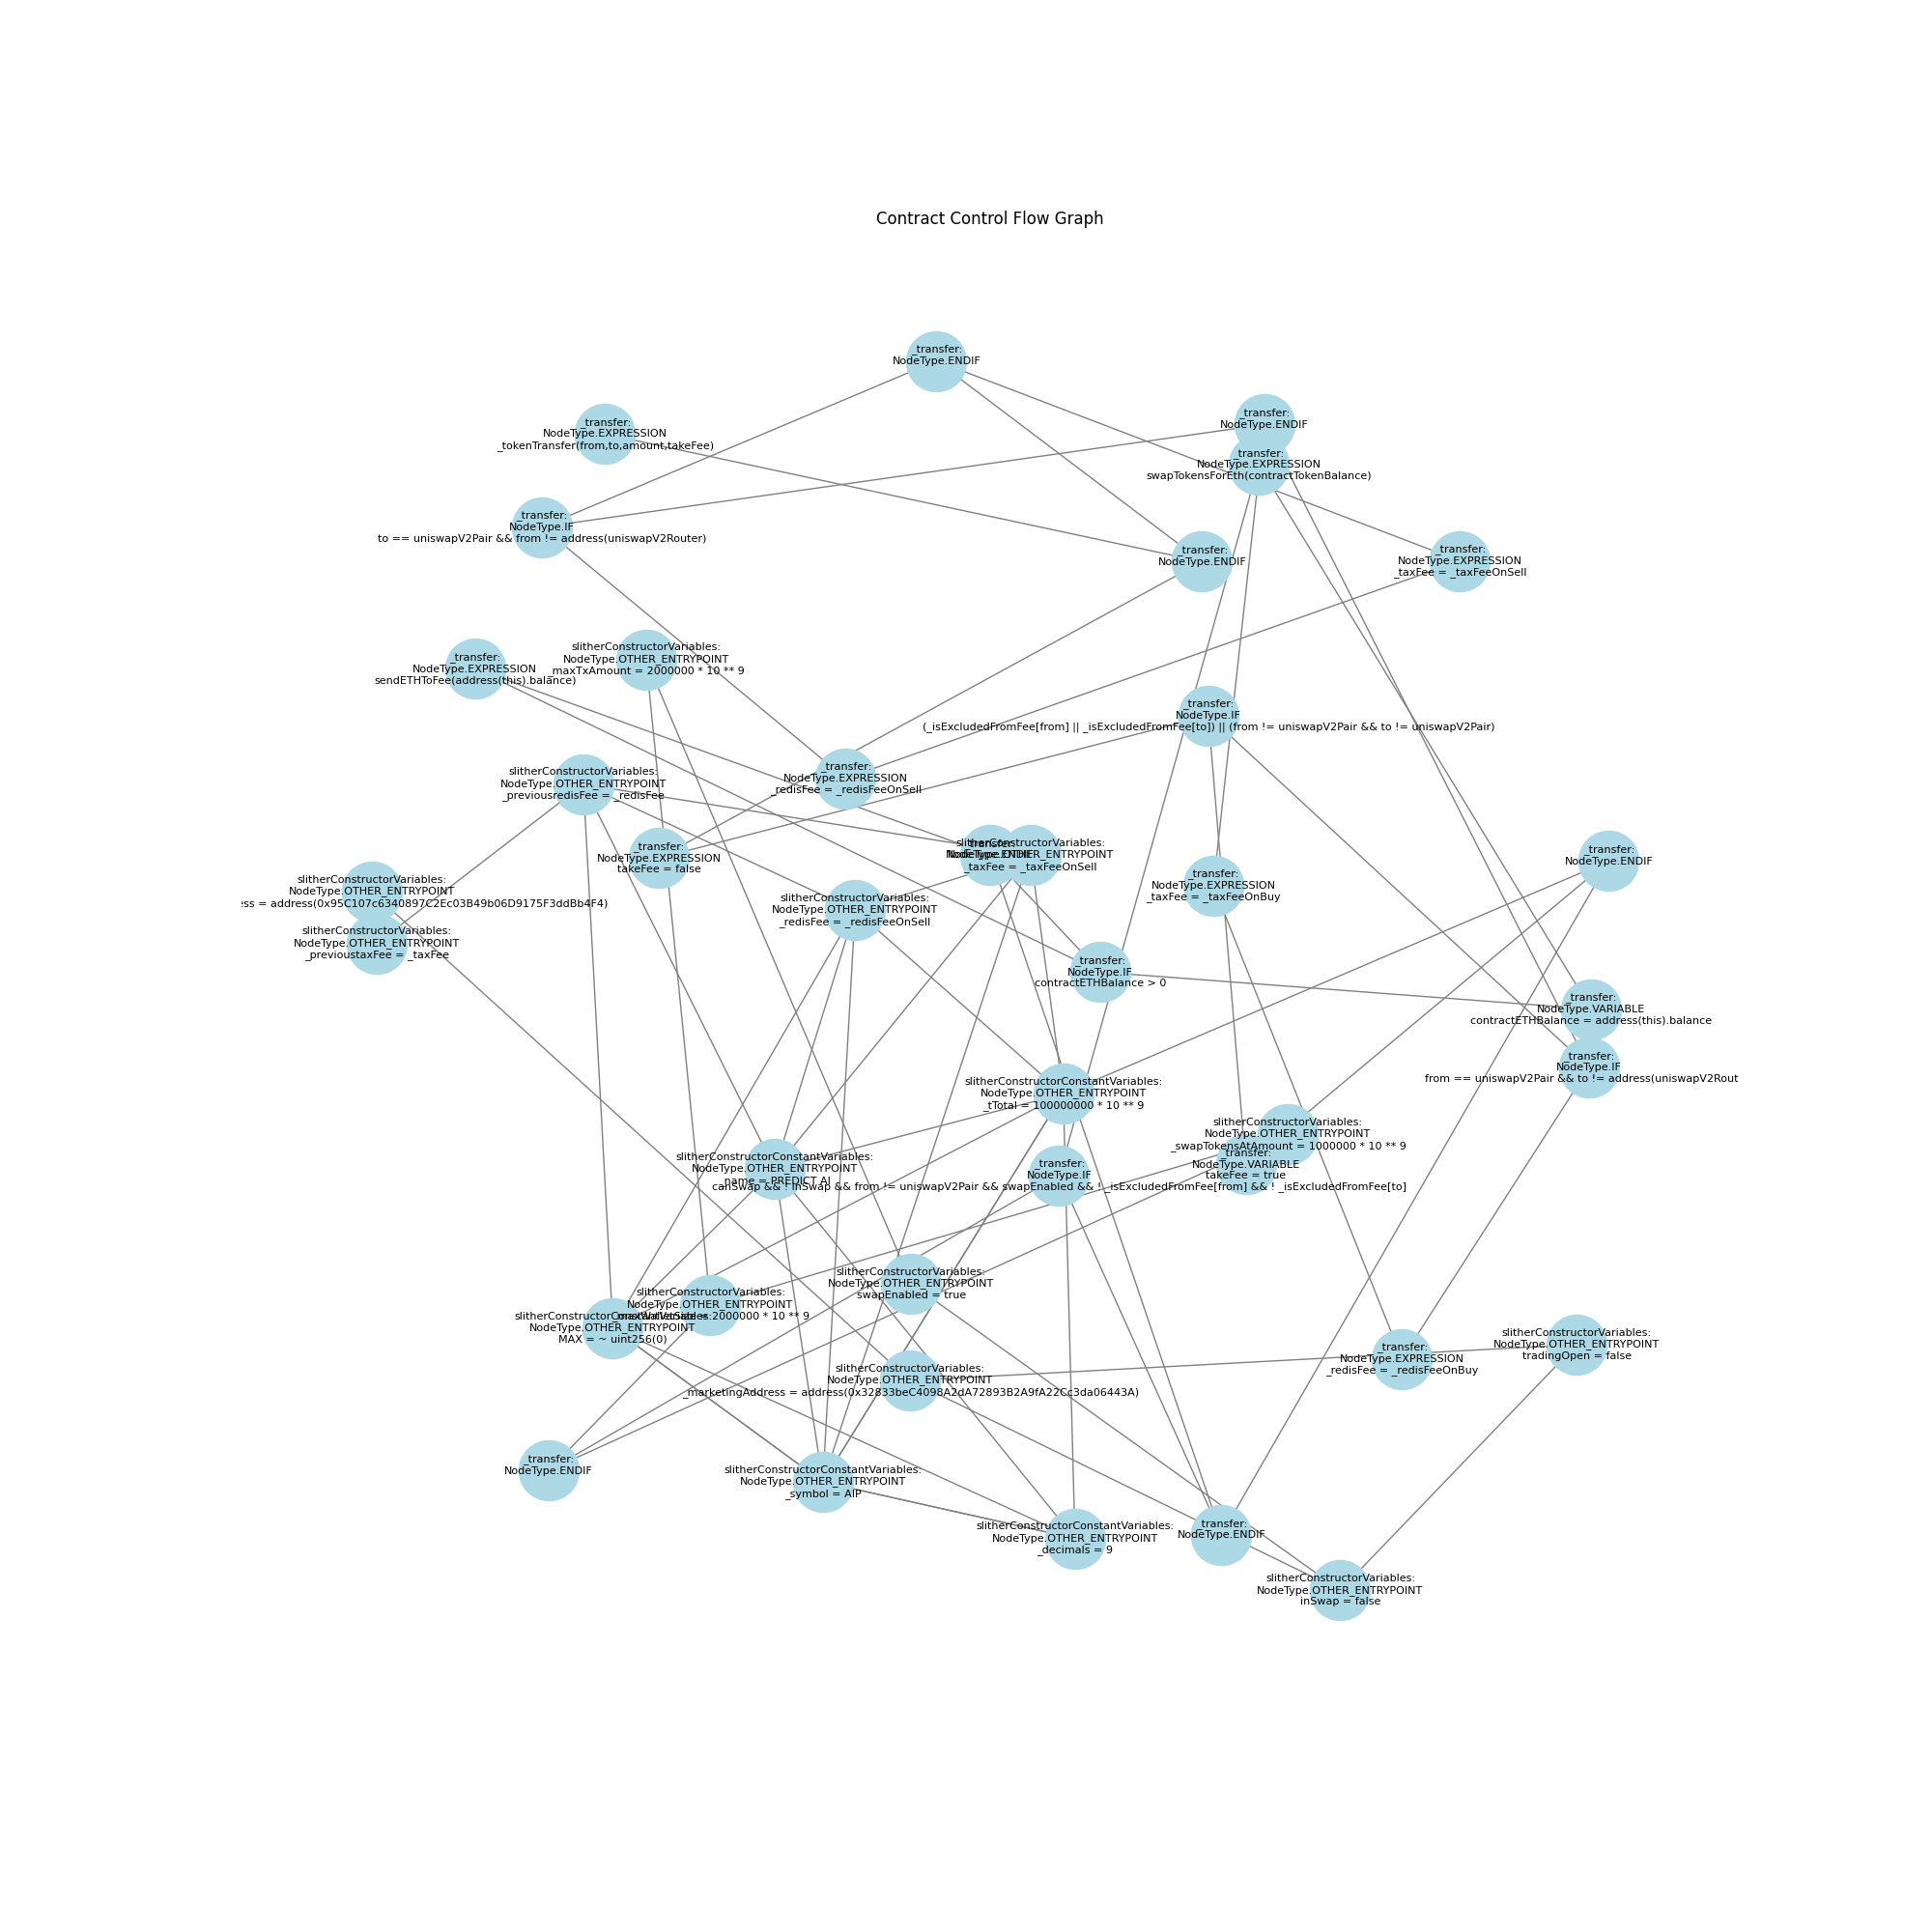 Contract Control Flow Graph
_transfer:
NodeType.ENDIF
_transfer:
NodeType.EXPRESSION
_tokenTransfer(from,to,amount,takeFee)
_transfer:
NodeType.ENDIF
_transfer:
NodeType.EXPRESSION
swapTokensForEth(contractTokenBalance)
_transfer:
NodeType.IF
to == uniswapV2Pair && from != address(uniswapV2Router)
_transfer:
NodeType.ENDIF
_transfer:
NodeType.EXPRESSION
_taxFee = _taxFeeOnSell
_transfer:
NodeType.EXPRESSION
sendETHToFee(address(this).balance)
slitherConstructorVariables:
NodeType.OTHER_ENTRYPOINT
_maxTxAmount = 2000000 * 10 ** 9
_transfer:
NodeType.IF
(_isExcludedFromFee[from] || _isExcludedFromFee[to]) || (from != uniswapV2Pair && to != uniswapV2Pair)
slitherConstructorVariables:
NodeType.OTHER_ENTRYPOINT
_previousredisFee = _redisFee
_transfer:
NodeType.EXPRESSION
_redisFee = _redisFeeOnSell
_transfer:
NodeType.EXPRESSION
takeFee = false
_transfer:
NodeType.ENDIF
slitherConstructorVariables:
NodeType.OTHER_ENTRYPOINT
_taxFee = _taxFeeOnSell
_transfer:
NodeType.ENDIF
slitherConstructorVariables:
NodeType.OTHER_ENTRYPOINT
ess = address(0x95C107c6340897C2Ec03B49b06D9175F3ddBb4F4)
slitherConstructorVariables:
NodeType.OTHER_ENTRYPOINT
_previoustaxFee = _taxFee
slitherConstructorVariables:
NodeType.OTHER_ENTRYPOINT
_redisFee = _redisFeeOnSell
_transfer:
NodeType.EXPRESSION
_taxFee = _taxFeeOnBuy
_transfer:
NodeType.IF
contractETHBalance > 0
_transfer:
NodeType.VARIABLE
contractETHBalance = address(this).balance
_transfer:
NodeType.IF
from == uniswapV2Pair && to != address(uniswapV2Rout
slitherConstructorConstantVariables:
NodeType.OTHER_ENTRYPOINT
_tTotal = 100000000 * 10 ** 9
slitherConstructorVariables:
NodeType.OTHER_ENTRYPOINT
_swapTokensAtAmount = 1000000 * 10 ** 9
_transfer:
NodeType.VARIABLE
takeFee = true
slitherConstructorConstantVariables:
NodeType.OTHER_ENTRYPOINT
_name = PREDICT AI
_transfer:
NodeType.IF
canSwap && ! inSwap && from != uniswapV2Pair && swapEnabled && ! _isExcludedFromFee[from] && ! _isExcludedFromFee[to]
slitherConstructorVariables:
NodeType.OTHER_ENTRYPOINT
swapEnabled = true
slitherConstructorVariables:
NodeType.OTHER_ENTRYPOINT
_maxWalletSize = 2000000 * 10 ** 9
slitherConstructorConstantVariables:
NodeType.OTHER_ENTRYPOINT
MAX = ~ uint256(0)
slitherConstructorVariables:
NodeType.OTHER_ENTRYPOINT
tradingOpen = false
_transfer:
NodeType.EXPRESSION
_redisFee = _redisFeeOnBuy
slitherConstructorVariables:
NodeType.OTHER_ENTRYPOINT
_marketingAddress = address(0x32833beC4098A2dA72893B2A9fA22Cc3da06443A)
_transfer:
NodeType.ENDIF
slitherConstructorConstantVariables:
NodeType.OTHER_ENTRYPOINT
_symbol = AIP
slitherConstructorConstantVariables:
NodeType.OTHER_ENTRYPOINT
_decimals = 9
_transfer:
NodeType.ENDIF
slitherConstructorVariables:
NodeType.OTHER_ENTRYPOINT
inSwap = false